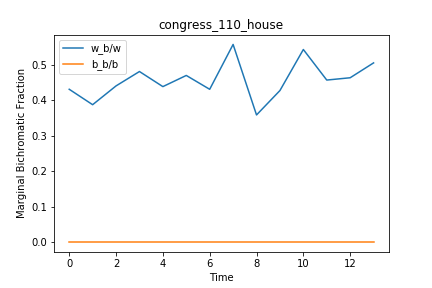 congress_110_house
w_b/w
b_b/b
Marginal Bichromatic Fraction
0.5
0.4
0.3
0.2
0.1
0.0
0 2 4 6 8 10 12
Time